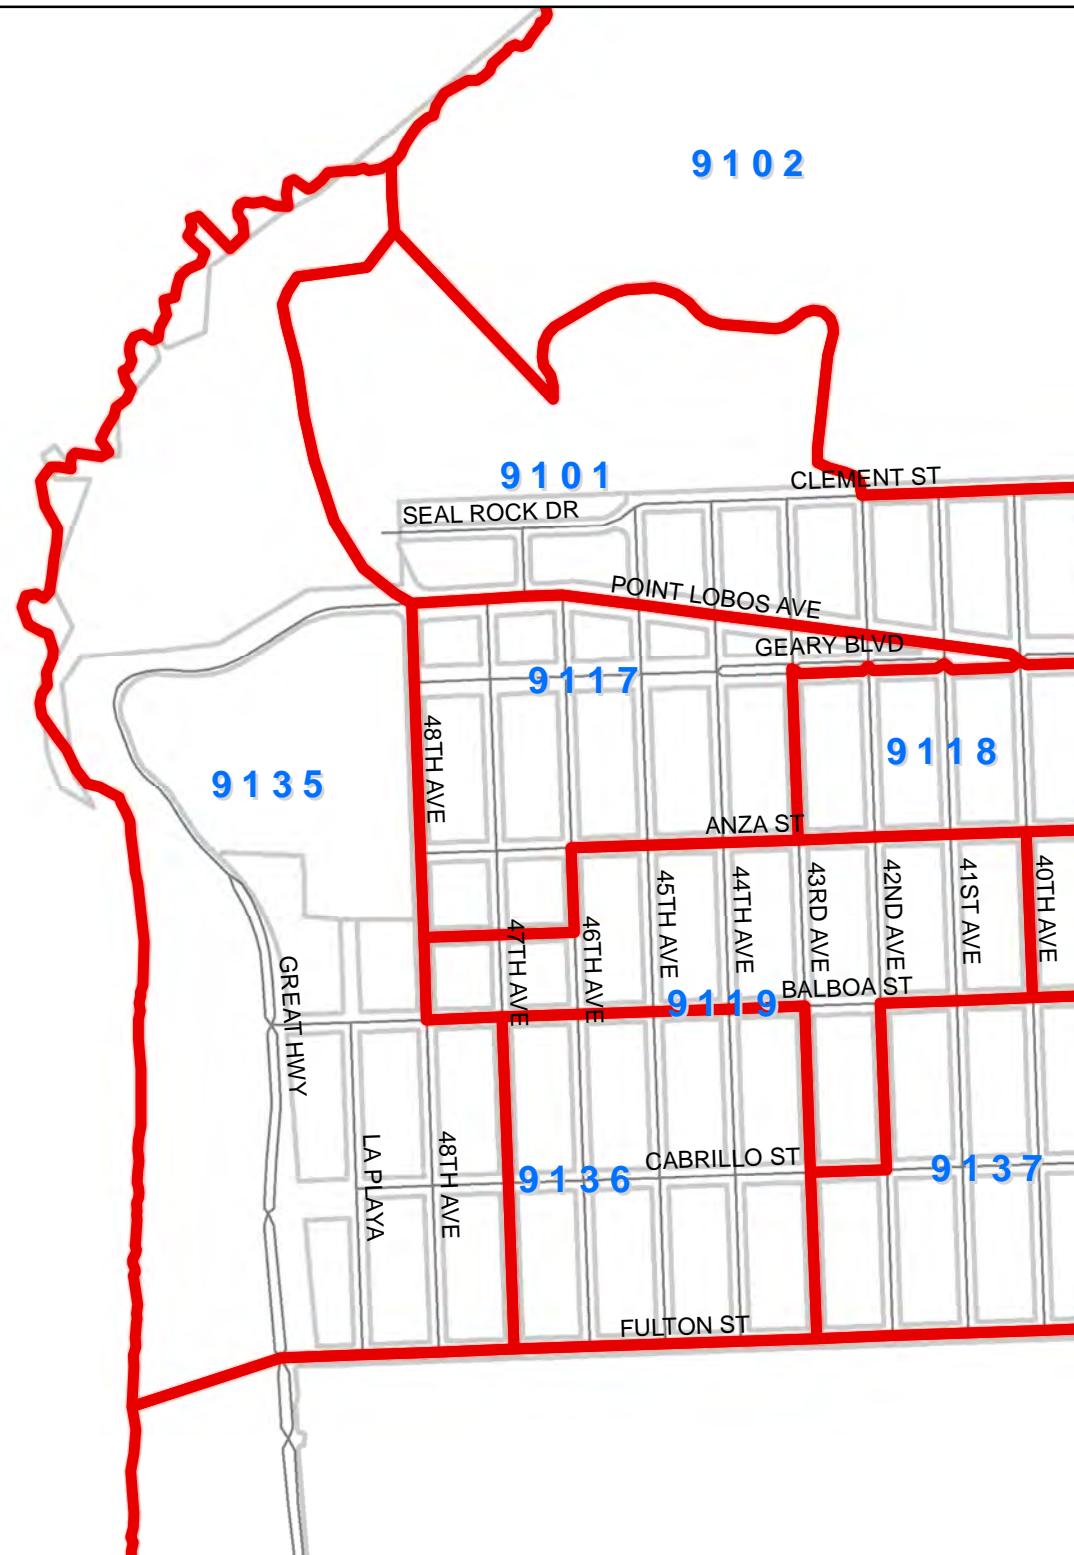 9102
9101
CLEMENT ST
SEAL ROCK DR
POINT LOBOS AVE
GEARY BLVD
9117
48TH AVE
9118
9135
ANZA ST
45TH AVE
44TH AVE
43RD AVE
42ND AVE
41ST AVE
40TH AVE
47TH AVE
46TH AVE
GREAT HWY
BALBOA ST
9119
LA PLAYA
48TH AVE
CABRILLO ST
9136
9137
FULTON ST